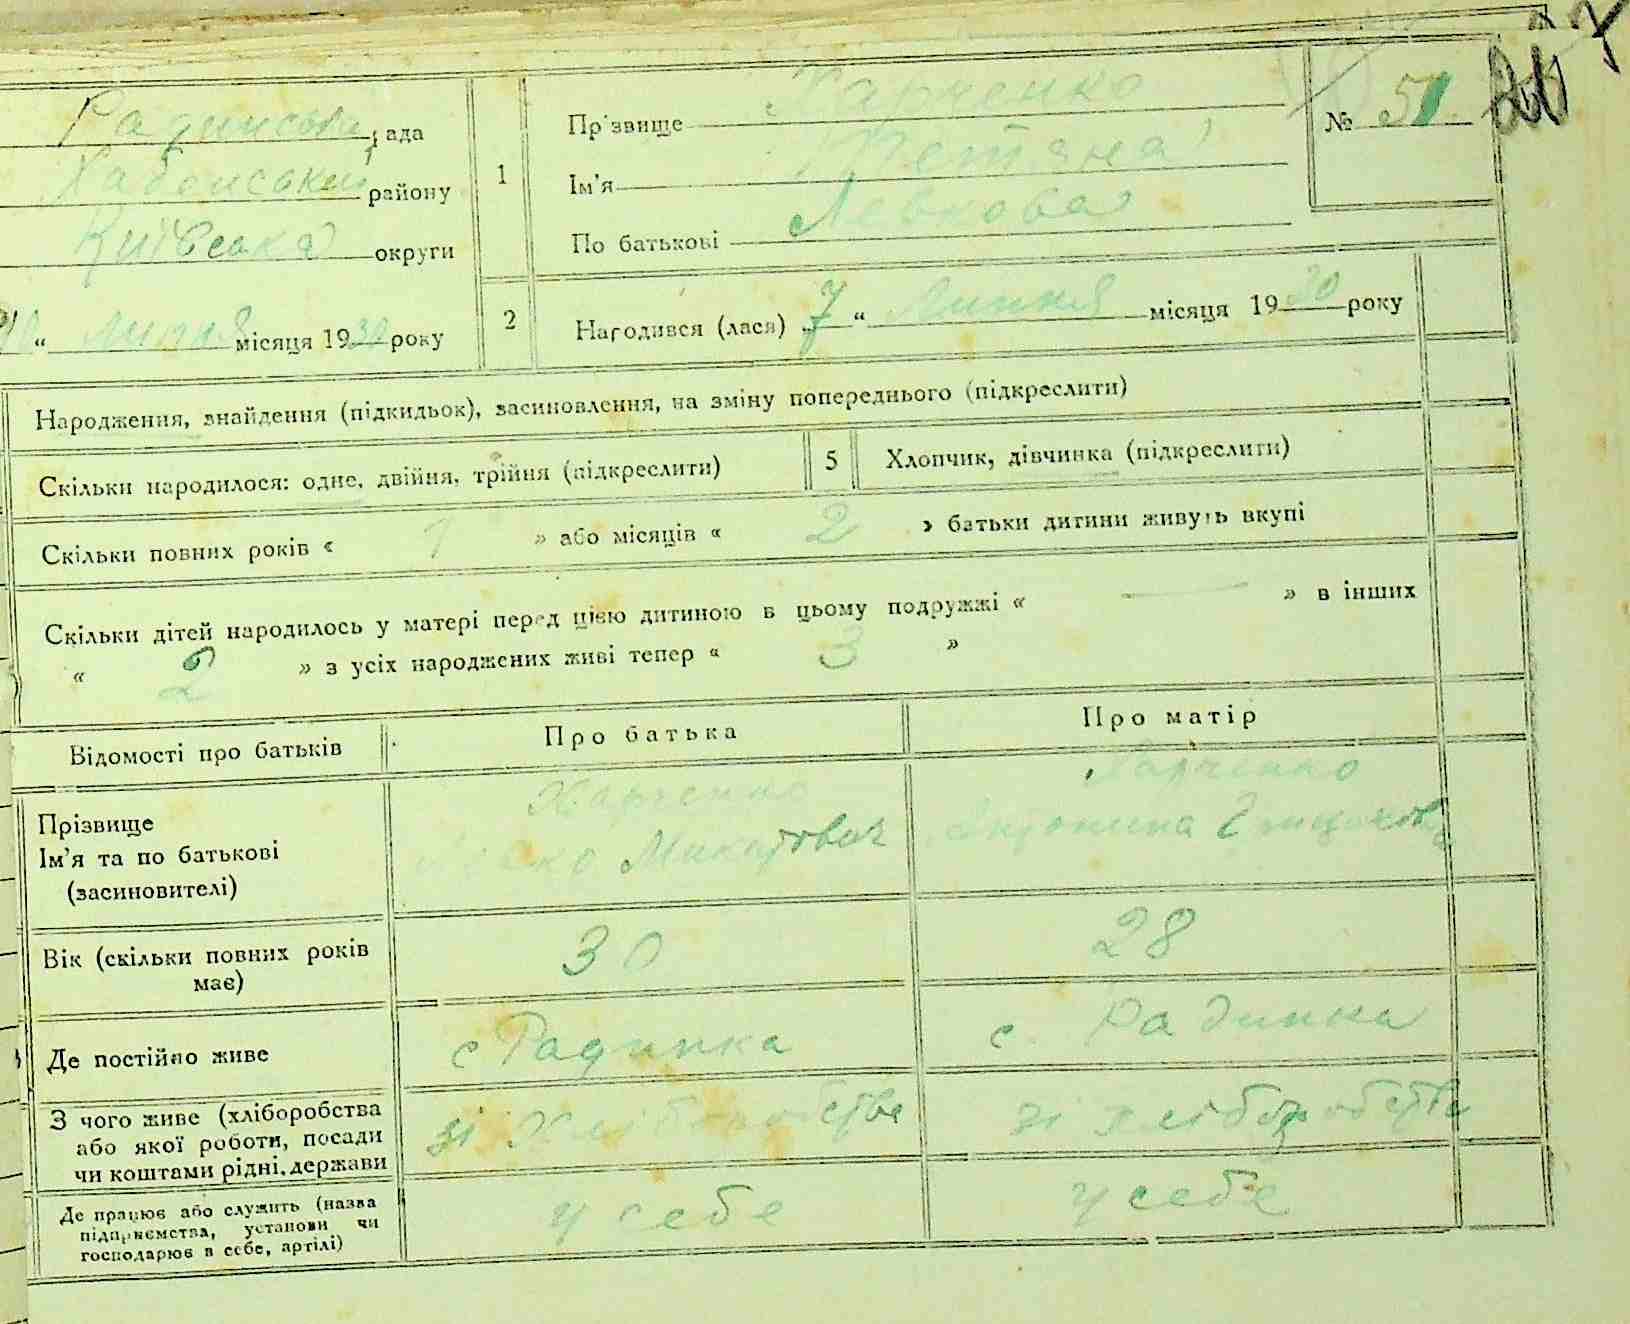 Радинська рада
Хабенський району
Київська округи
10 " липня місяця 1930 року
1
Пр'звище Харченко
Ім'я Тетяна
По батькові Левкова
№ 51
2
Народився (лася) 7 " Липня місяця 1930 року
Народження, знайдення (підкидьок), засиновлення, на зміну попереднього (підкреслити)
Скільки народилося: одне, двійня, трійня (підкреслити)
5 Хлопчик, дівчинка (підкреслити)
Скільки повних років « 1 » або місяців « 2 » батьки дитини живуть вкупі
Скільки дітей народилось у матері перед цією дитиною в цьому подружжі « — » в інших
« 2 » з усіх народжених живі тепер « 3 »
Відомості про батьків Про батька Про матір
Прізвище
Ім'я та по батькові
(засиновителі)
Харченко
Левко
Харченко
Антонина
Вік (скільки повних років
має)
30 28
Де постійно живе с Радинка с. Радинка
З чого живе (хліборобства
або якої роботи, посади
чи коштами рідні. держави
зі Хліборобства зі хліборобства
Де працює або служить (назва
підприємства, установи чи
господарює в себе, артілі)
у себе у себе